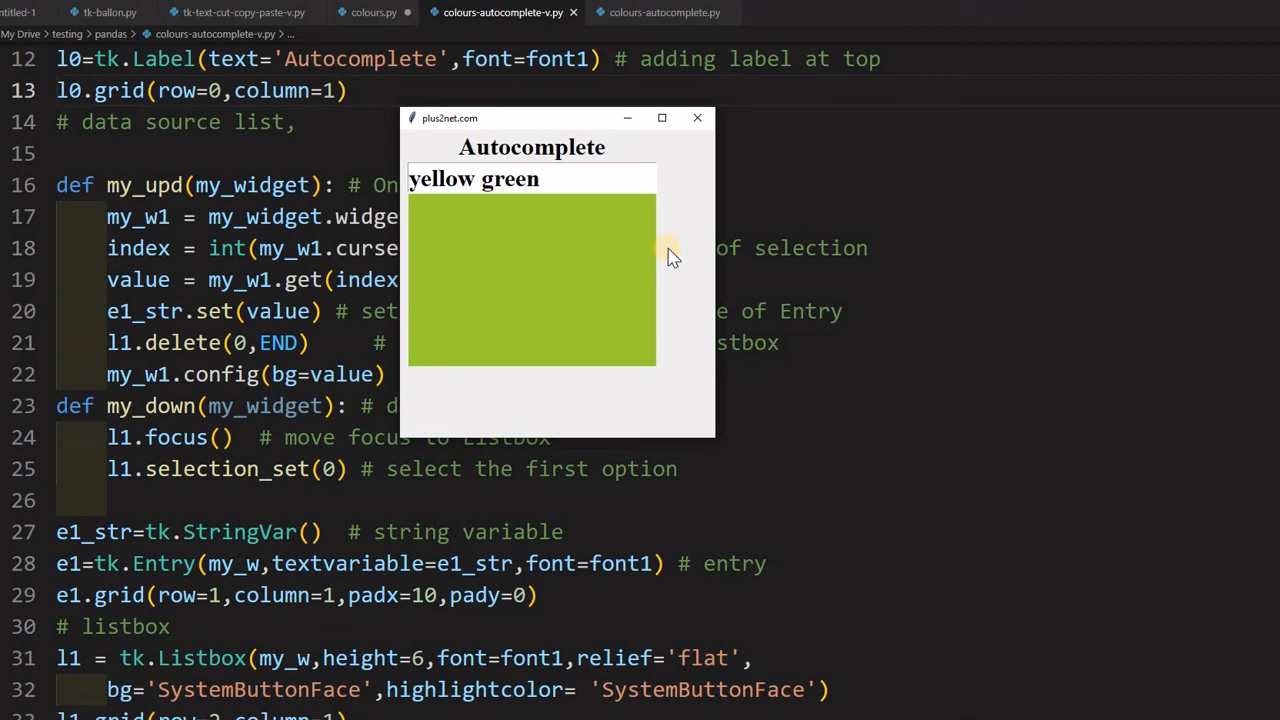 ntitled-1 tk-ballon.py tk-text-cut-copy-paste-v.py colours.py colours-autocomplete-v.py colours-autocomplete.py
My Drive > testing > pandas > colours-autocomplete-v.py > ...
12 l0=tk.Label(text='Autocomplete',font=font1) # adding label at top
13 l0.grid(row=0,column=1)
14 # data source list,
15
16 def my_upd(my_widget): # On
17 my_w1 = my_widget.widge
18 index = int(my_w1.curse of selection
19 value = my_w1.get(index
20 e1_str.set(value) # set e of Entry
21 l1.delete(0,END) # stbox
22 my_w1.config(bg=value)
23 def my_down(my_widget): # d
24 l1.focus() # move focus to Listbox
25 l1.selection_set(0) # select the first option
26
27 e1_str=tk.StringVar() # string variable
28 e1=tk.Entry(my_w,textvariable=e1_str,font=font1) # entry
29 e1.grid(row=1,column=1,padx=10,pady=0)
30 # listbox
31 l1 = tk.Listbox(my_w,height=6,font=font1,relief='flat',
32 bg='SystemButtonFace',highlightcolor= 'SystemButtonFace')
plus2net.com
Autocomplete
yellow green